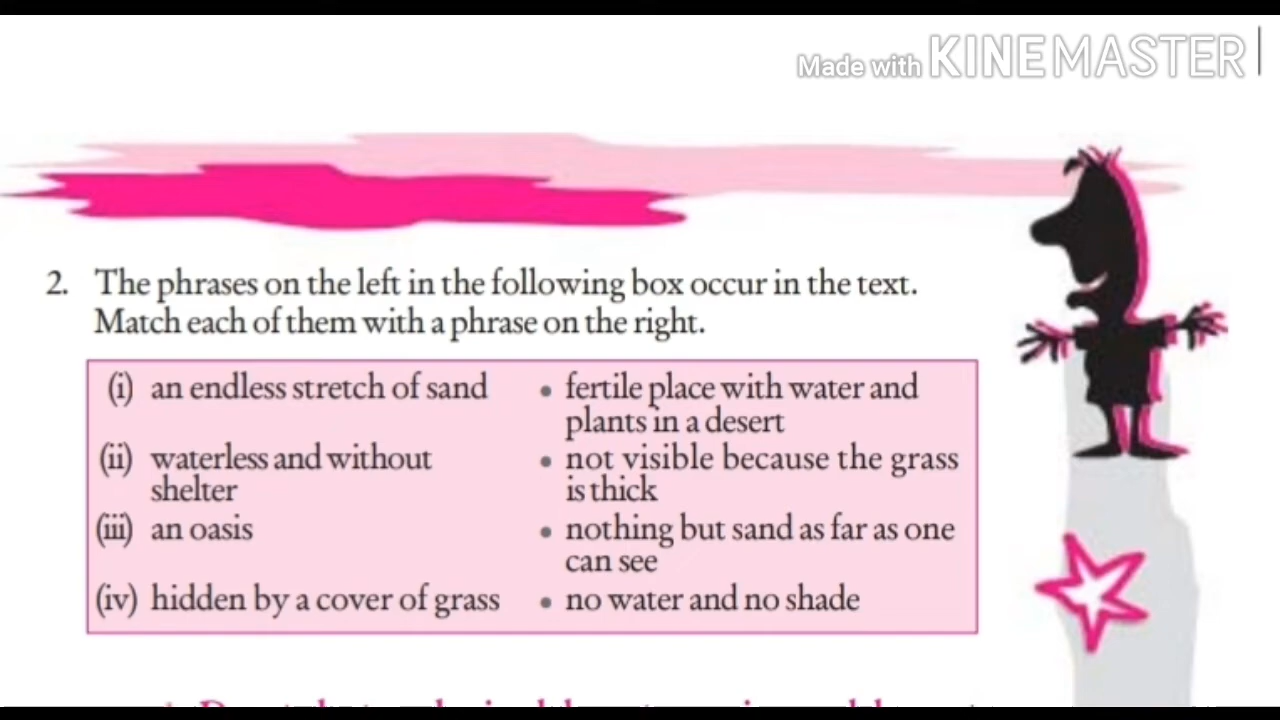 Made with KINEMASTER
2. The phrases on the left in the following box occur in the text.
Match each of them with a phrase on the right.
(i) an endless stretch of sand
• fertile place with water and
plants in a desert
(ii) waterless and without
shelter
• not visible because the grass
is thick
(iii) an oasis
• nothing but sand as far as one
can see
(iv) hidden by a cover of grass
• no water and no shade